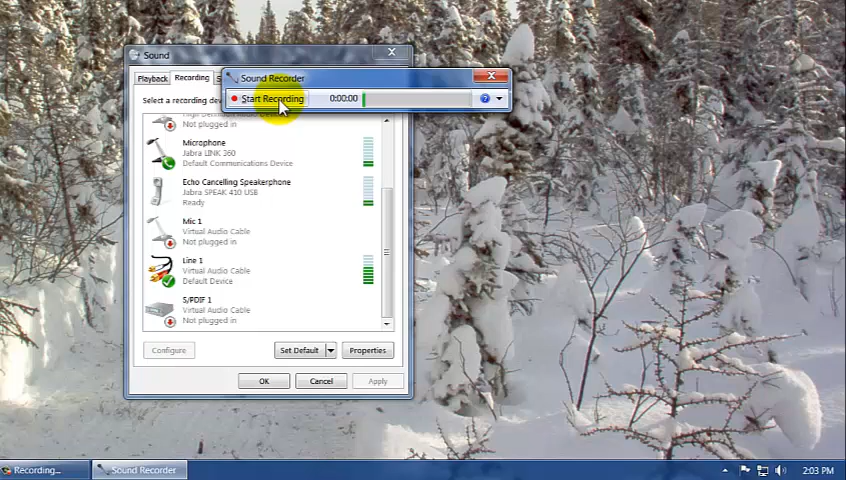 Sound
Sound Recorder
Start Recording
0:00:00
Playback
Recording
Select a recording
Not plugged in
Microphone
Jabra LINK 360
Default Communications Device
Echo Cancelling Speakerphone
Jabra SPEAK 410 USB
Ready
Mic 1
Virtual Audio Cable
Not plugged in
Line 1
Virtual Audio Cable
Default Device
S/PDIF 1
Virtual Audio Cable
Not plugged in
Configure
Set Default
Properties
OK
Cancel
Apply
Recording...
Sound Recorder
2:03 PM